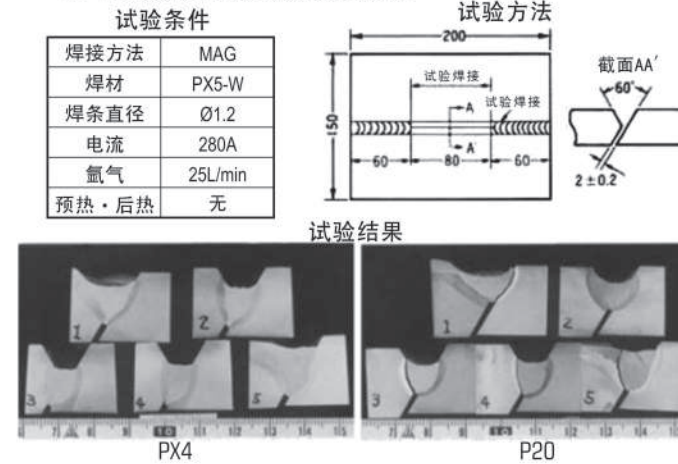 试验条件
焊接方法 MAG
焊材 PX5-W
焊条直径 Ø1.2
电流 280A
氩气 25L/min
预热·后热 无
试验方法
200
试验焊接
试验焊接
A
A'
150
60 80 60
截面AA'
60°
2±0.2
试验结果
1 2
3 4 5
1 2
3 4 5
PX4
P20